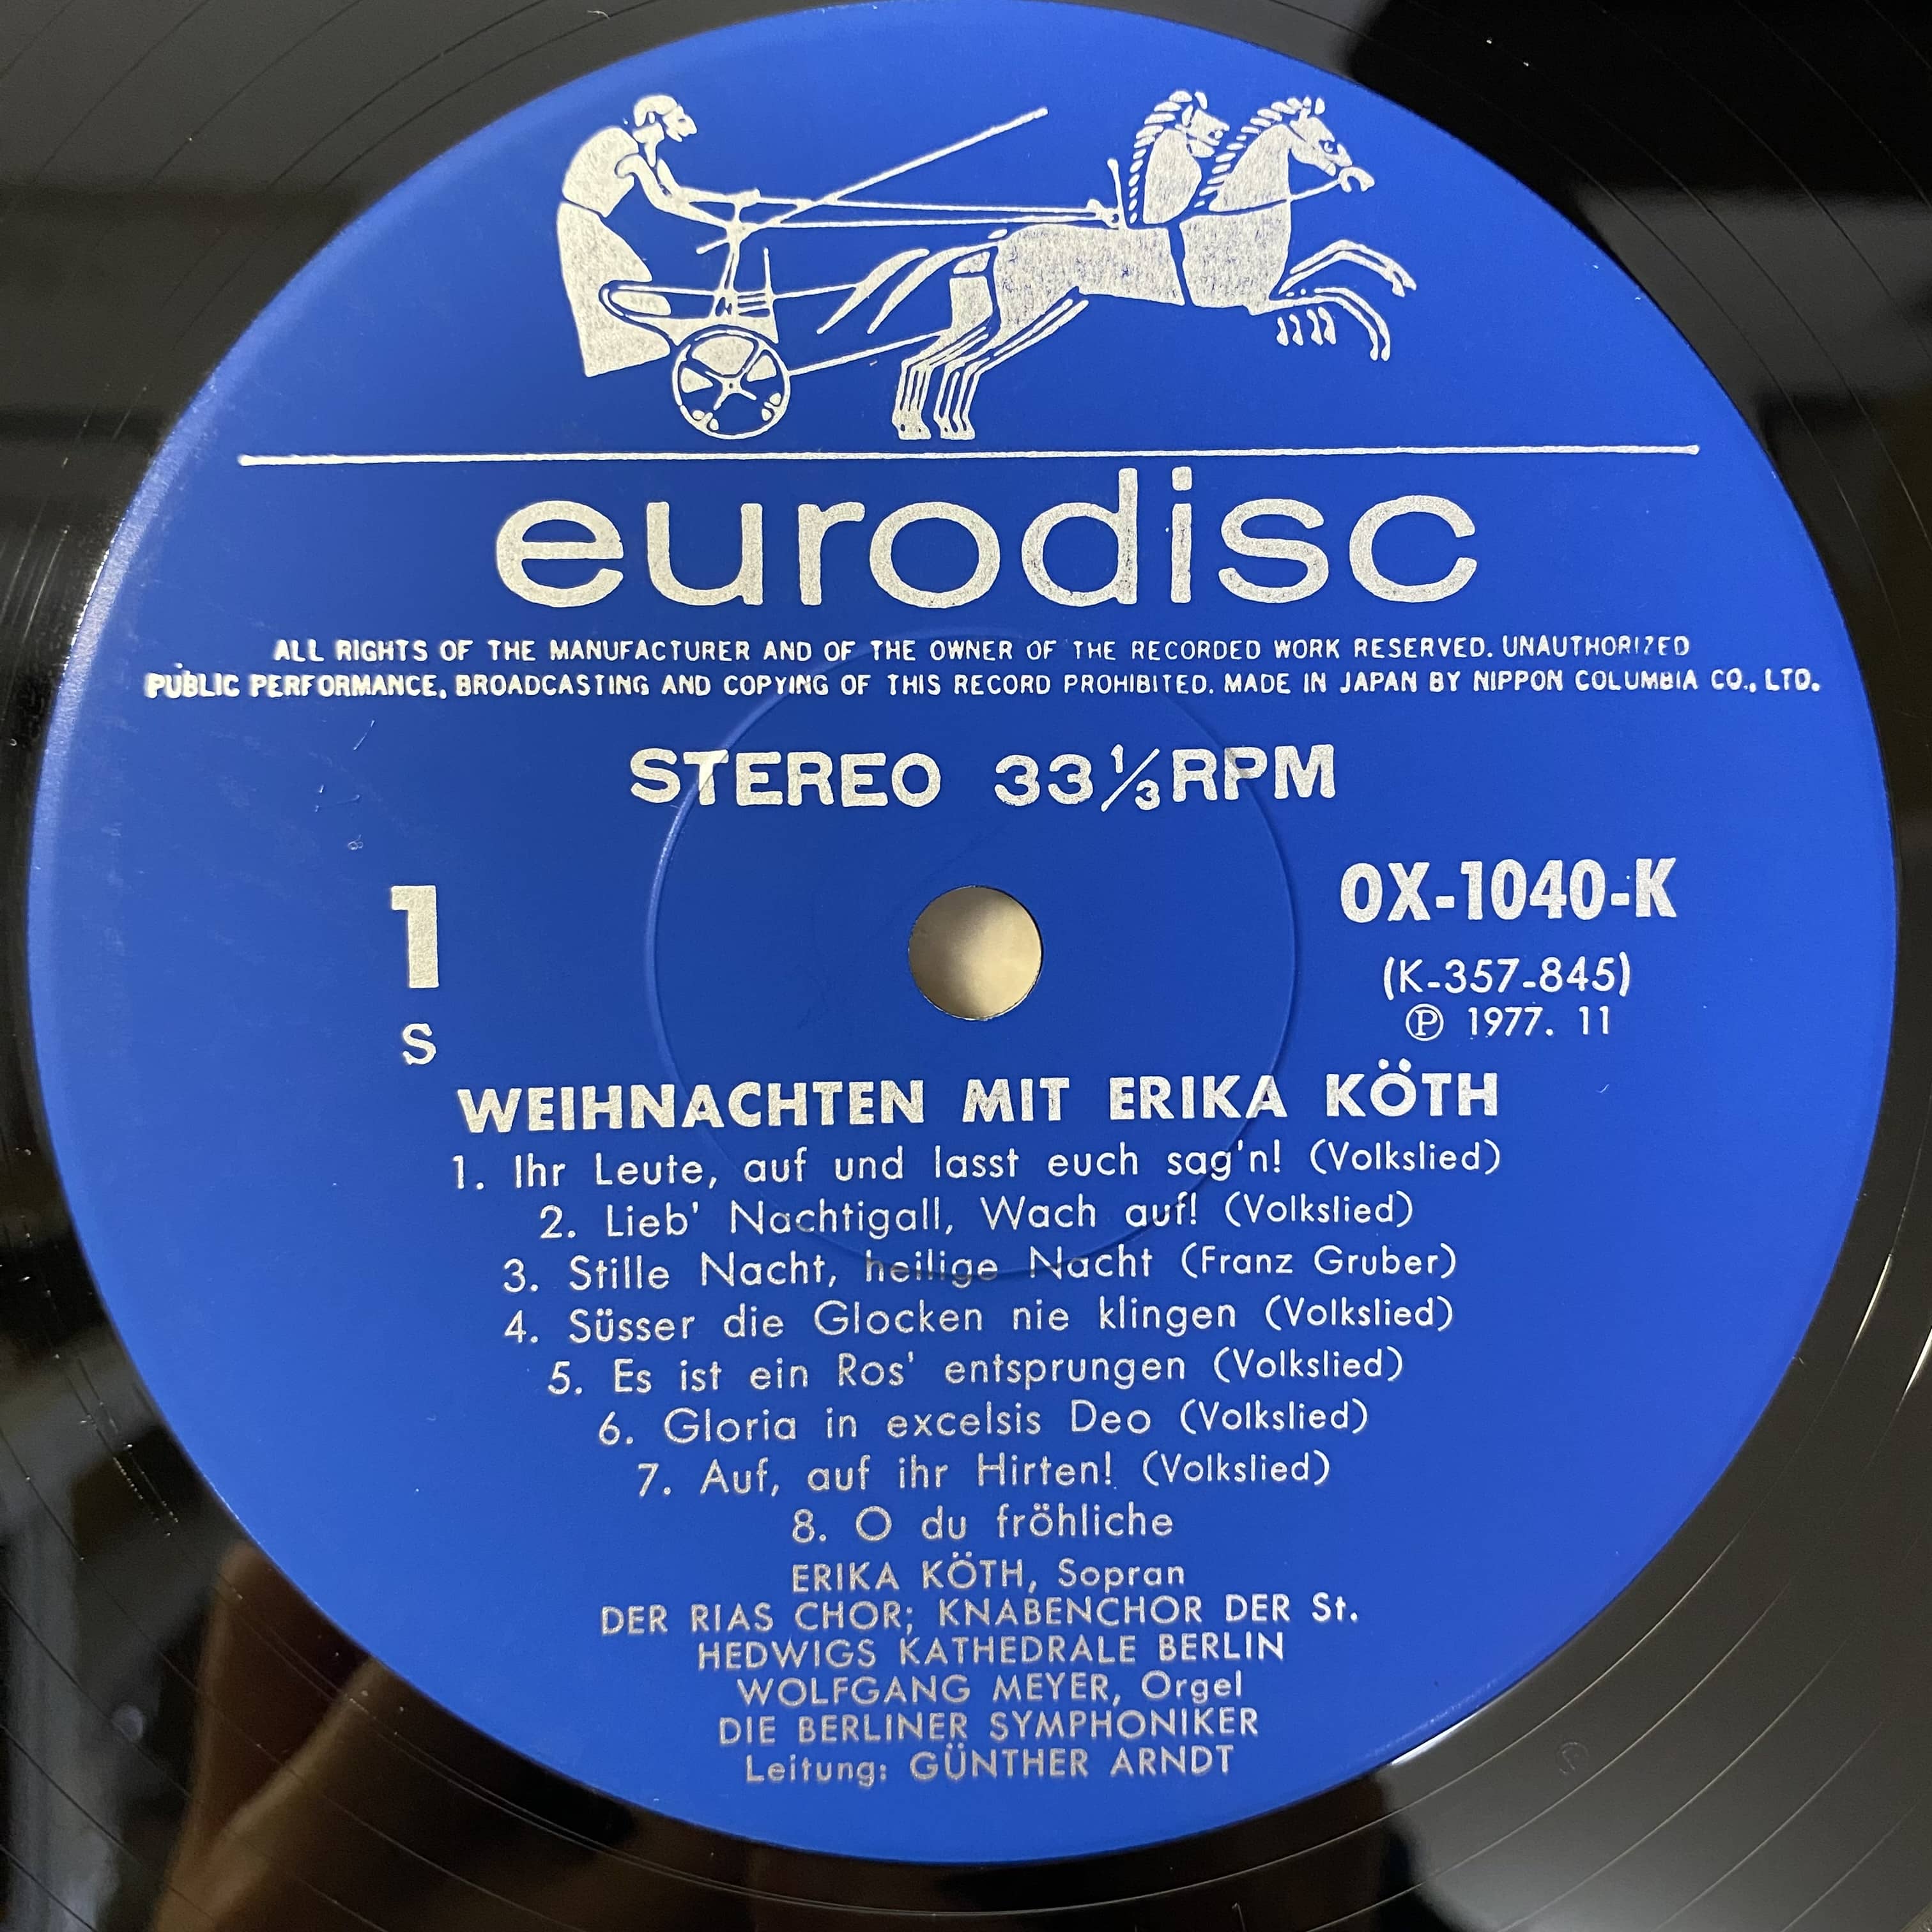 eurodisc
ALL RIGHTS OF THE MANUFACTURER AND OF THE OWNER OF THE RECORDED WORK RESERVED. UNAUTHORIZED
PUBLIC PERFORMANCE, BROADCASTING AND COPYING OF THIS RECORD PROHIBITED. MADE IN JAPAN BY NIPPON COLUMBIA CO., LTD.
STEREO 33 1/3 RPM
1
S
OX-1040-K
(K-357-845)
Ⓟ 1977. 11
WEIHNACHTEN MIT ERIKA KÖTH
1. Ihr Leute, auf und lasst euch sag'n! (Volkslied)
2. Lieb' Nachtigall, Wach auf! (Volkslied)
3. Stille Nacht, heilige Nacht (Franz Gruber)
4. Süsser die Glocken nie klingen (Volkslied)
5. Es ist ein Ros' entsprungen (Volkslied)
6. Gloria in excelsis Deo (Volkslied)
7. Auf, auf ihr Hirten! (Volkslied)
8. O du fröhliche
ERIKA KÖTH, Sopran
DER RIAS CHOR; KNABENCHOR DER St.
HEDWIGS KATHEDRALE BERLIN
WOLFGANG MEYER, Orgel
DIE BERLINER SYMPHONIKER
Leitung: GÜNTHER ARNDT